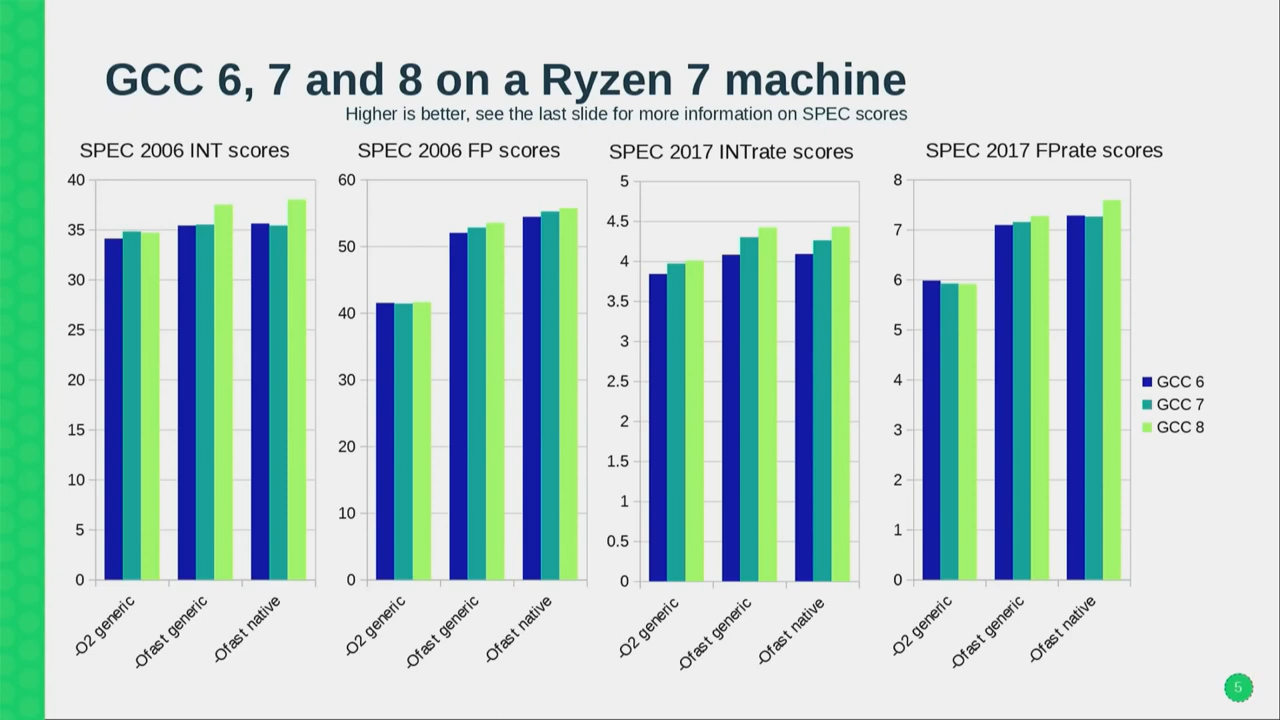 GCC 6, 7 and 8 on a Ryzen 7 machine
Higher is better, see the last slide for more information on SPEC scores
SPEC 2006 INT scores
40
35
30
25
20
15
10
5
0
-O2 generic
-Ofast generic
-Ofast native
SPEC 2006 FP scores
60
50
40
30
20
10
0
-O2 generic
-Ofast generic
-Ofast native
SPEC 2017 INTrate scores
5
4.5
4
3.5
3
2.5
2
1.5
1
0.5
0
-O2 generic
-Ofast generic
-Ofast native
SPEC 2017 FPrate scores
8
7
6
5
4
3
2
1
0
-O2 generic
-Ofast generic
-Ofast native
GCC 6
GCC 7
GCC 8
5